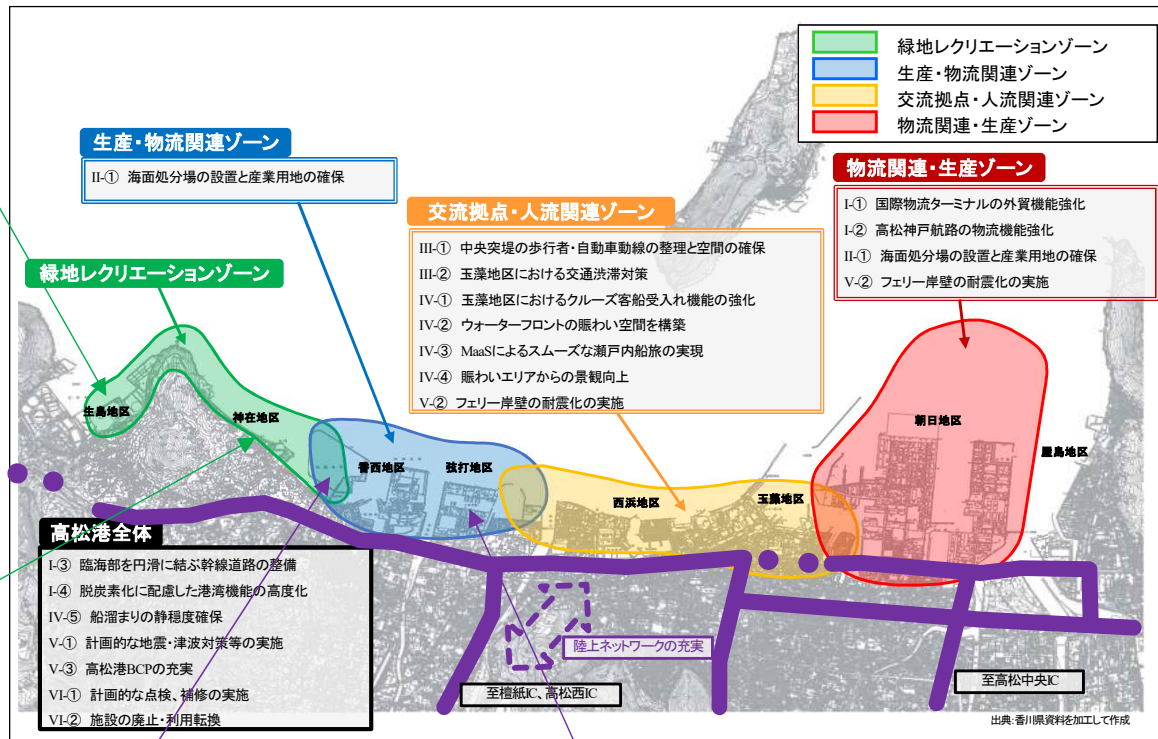 緑地レクリエーションゾーン
生産・物流関連ゾーン
交流拠点・人流関連ゾーン
物流関連・生産ゾーン
生産・物流関連ゾーン
II-① 海面処分場の設置と産業用地の確保
交流拠点・人流関連ゾーン
III-① 中央突堤の歩行者・自動車動線の整理と空間の確保
III-② 玉藻地区における交通渋滞対策
IV-① 玉藻地区におけるクルーズ客船受入れ機能の強化
IV-② ウォーターフロントの賑わい空間を構築
IV-③ MaaSによるスムーズな瀬戸内船旅の実現
IV-④ 賑わいエリアからの景観向上
V-② フェリー岸壁の耐震化の実施
物流関連・生産ゾーン
I-① 国際物流ターミナルの外貿機能強化
I-② 高松神戸航路の物流機能強化
II-① 海面処分場の設置と産業用地の確保
V-② フェリー岸壁の耐震化の実施
緑地レクリエーションゾーン
生島地区
神在地区
香西地区
弦打地区
西浜地区
玉藻地区
朝日地区
屋島地区
高松港全体
I-③ 臨海部を円滑に結ぶ幹線道路の整備
I-④ 脱炭素化に配慮した港湾機能の高度化
IV-⑤ 船溜まりの静穏度確保
V-① 計画的な地震・津波対策等の実施
V-③ 高松港BCPの充実
VI-① 計画的な点検、補修の実施
VI-② 施設の廃止・利用転換
陸上ネットワークの充実
至檀紙IC、高松西IC
至高松中央IC
出典:香川県資料を加工して作成